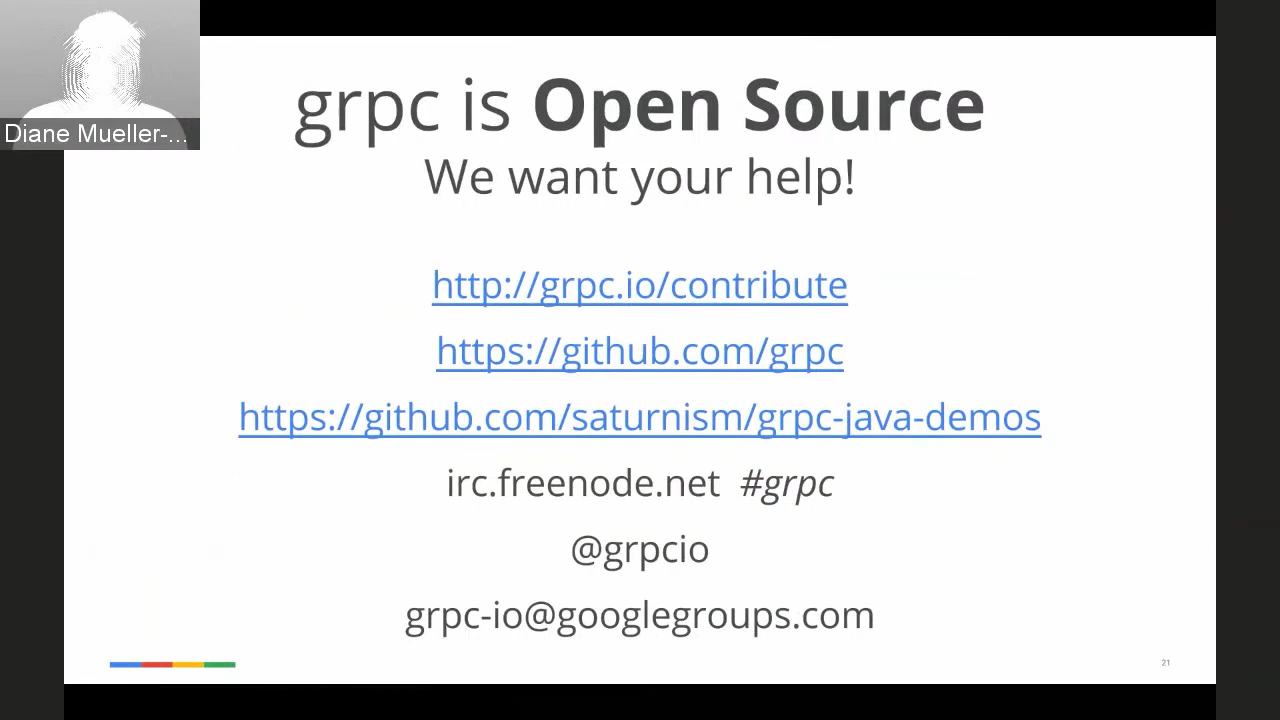 Diane Mueller-...
grpc is Open Source
We want your help!
http://grpc.io/contribute
https://github.com/grpc
https://github.com/saturnism/grpc-java-demos
irc.freenode.net #grpc
@grpcio
grpc-io@googlegroups.com
21